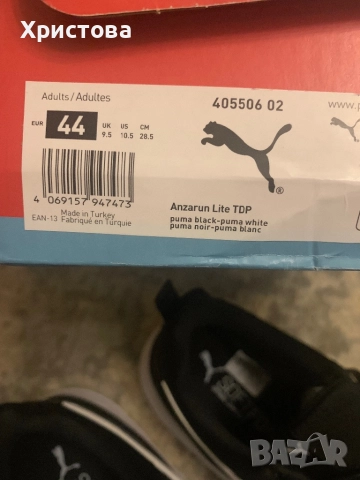 Христова
Adults/Adultes
EUR 44 UK 9.5 US 10.5 CM 28.5
405506 02
4 069157 947473
EAN-13 Made in Turkey
Fabriqué en Turquie
®
Anzarun Lite TDP
puma black-puma white
puma noir-puma blanc
SOFT
BAZAR